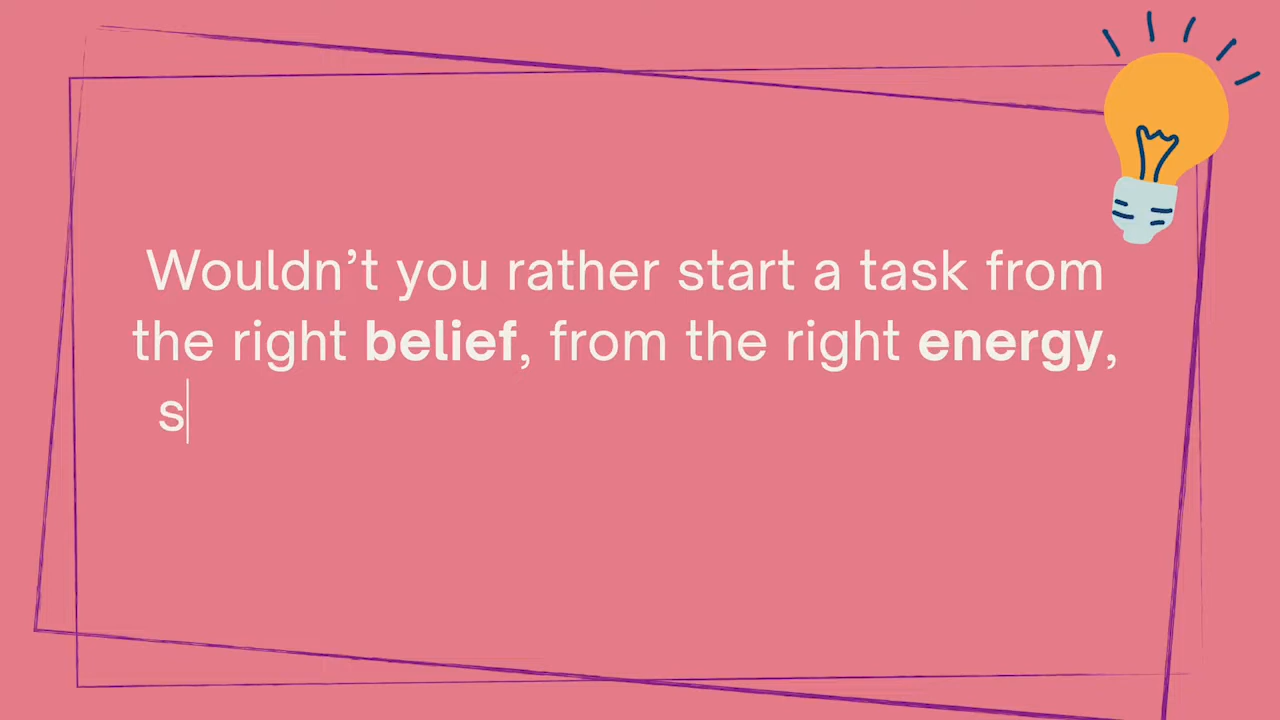 Wouldn’t you rather start a task from
the right belief, from the right energy,
s